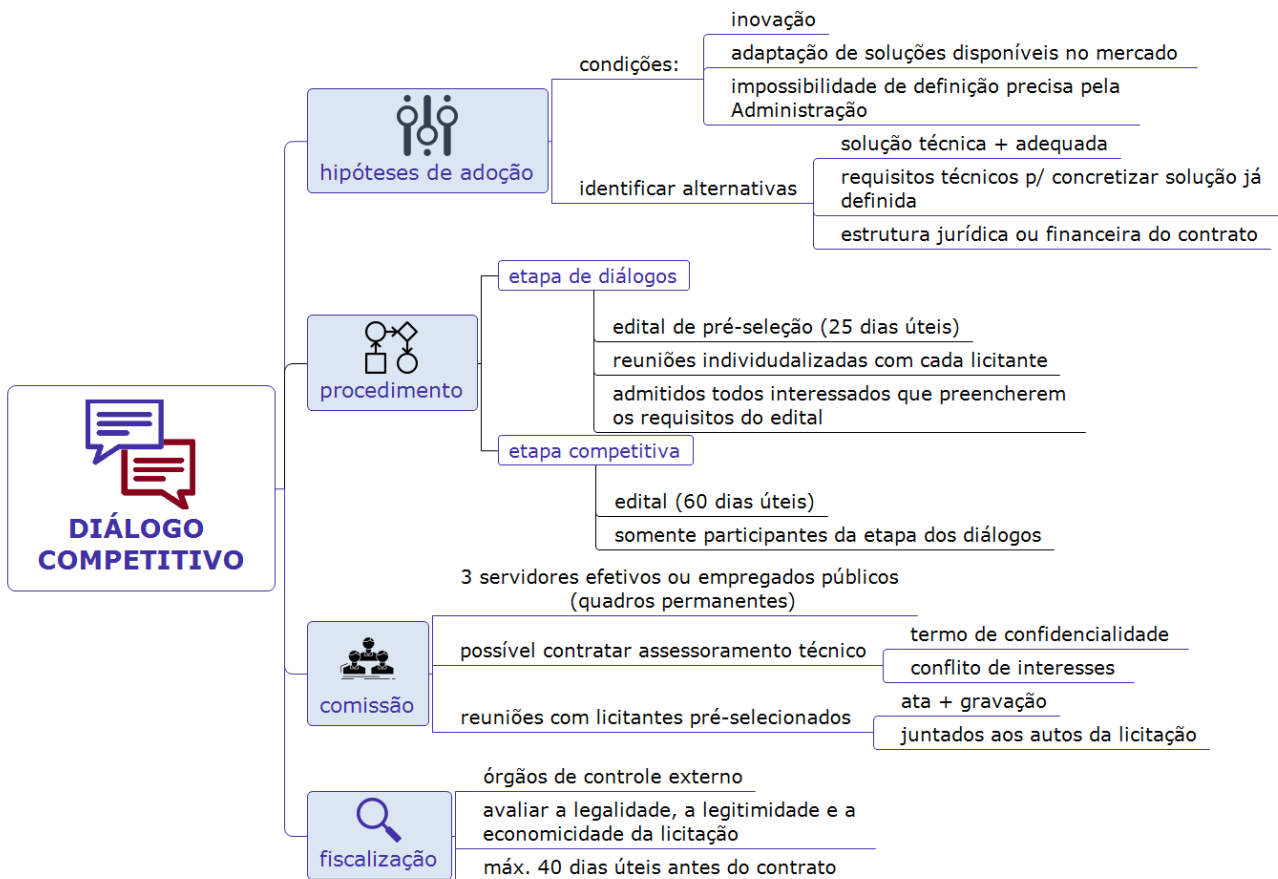 DIÁLOGO
COMPETITIVO
hipóteses de adoção
condições:
inovação
adaptação de soluções disponíveis no mercado
impossibilidade de definição precisa pela
Administração
identificar alternativas
solução técnica + adequada
requisitos técnicos p/ concretizar solução já
definida
estrutura jurídica ou financeira do contrato
procedimento
etapa de diálogos
edital de pré-seleção (25 dias úteis)
reuniões individudalizadas com cada licitante
admitidos todos interessados que preencherem
os requisitos do edital
etapa competitiva
edital (60 dias úteis)
somente participantes da etapa dos diálogos
comissão
3 servidores efetivos ou empregados públicos
(quadros permanentes)
possível contratar assessoramento técnico
termo de confidencialidade
conflito de interesses
reuniões com licitantes pré-selecionados
ata + gravação
juntados aos autos da licitação
fiscalização
órgãos de controle externo
avaliar a legalidade, a legitimidade e a
economicidade da licitação
máx. 40 dias úteis antes do contrato